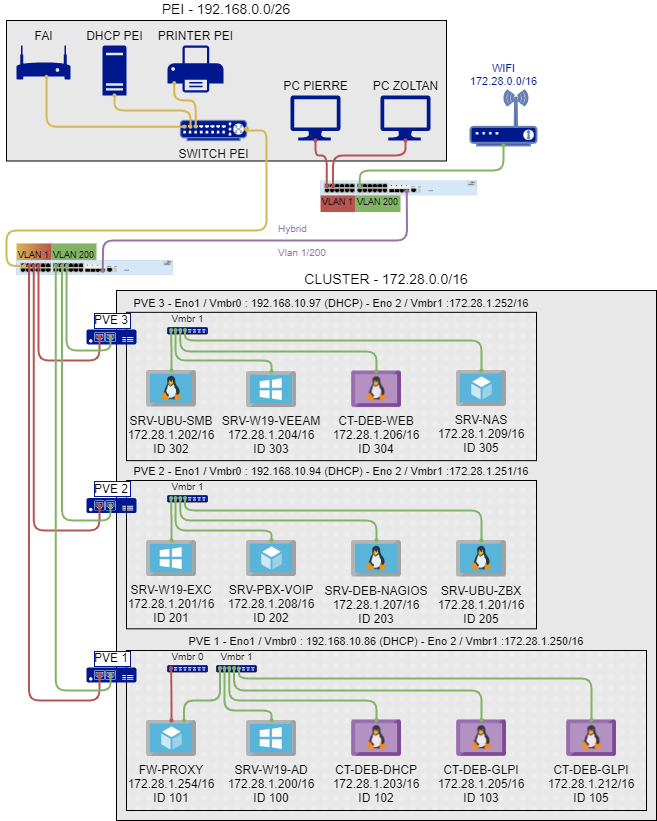 PEI - 192.168.0.0/26
FAI
DHCP PEI
PRINTER PEI
PC PIERRE
PC ZOLTAN
WIFI
172.28.0.0/16
SWITCH PEI
VLAN 1
VLAN 200
Hybrid
Vlan 1/200
VLAN 1
VLAN 200
CLUSTER - 172.28.0.0/16
PVE 3 - Eno1 / Vmbr0 : 192.168.10.97 (DHCP) - Eno 2 / Vmbr1 :172.28.1.252/16
PVE 3
Vmbr 1
SRV-UBU-SMB
172.28.1.202/16
ID 302
SRV-W19-VEEAM
172.28.1.204/16
ID 303
CT-DEB-WEB
172.28.1.206/16
ID 304
SRV-NAS
172.28.1.209/16
ID 305
PVE 2 - Eno1 / Vmbr0 : 192.168.10.94 (DHCP) - Eno 2 / Vmbr1 :172.28.1.251/16
PVE 2
Vmbr 1
SRV-W19-EXC
172.28.1.201/16
ID 201
SRV-PBX-VOIP
172.28.1.208/16
ID 202
SRV-DEB-NAGIOS
172.28.1.207/16
ID 203
SRV-UBU-ZBX
172.28.1.201/16
ID 205
PVE 1 - Eno1 / Vmbr0 : 192.168.10.86 (DHCP) - Eno 2 / Vmbr1 :172.28.1.250/16
PVE 1
Vmbr 0
Vmbr 1
FW-PROXY
172.28.1.254/16
ID 101
SRV-W19-AD
172.28.1.200/16
ID 100
CT-DEB-DHCP
172.28.1.203/16
ID 102
CT-DEB-GLPI
172.28.1.205/16
ID 103
CT-DEB-GLPI
172.28.1.212/16
ID 105